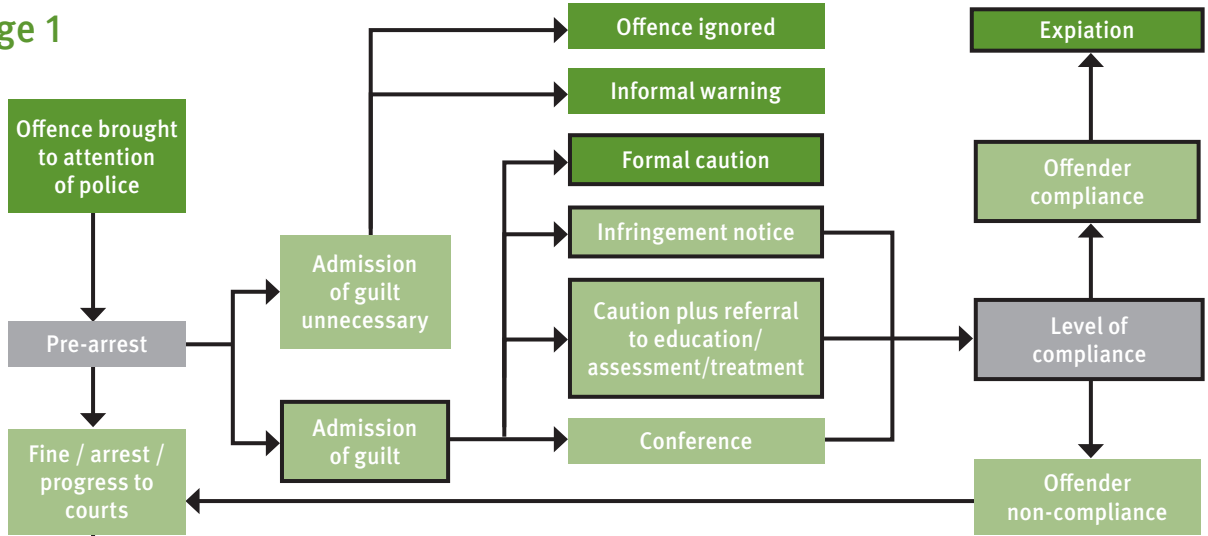 ge 1
Offence brought
to attention
of police
Pre-arrest
Fine / arrest /
progress to
courts
Admission
of guilt
unnecessary
Admission
of guilt
Offence ignored
Informal warning
Formal caution
Infringement notice
Caution plus referral
to education/
assessment/treatment
Conference
Expiation
Offender
compliance
Level of
compliance
Offender
non-compliance